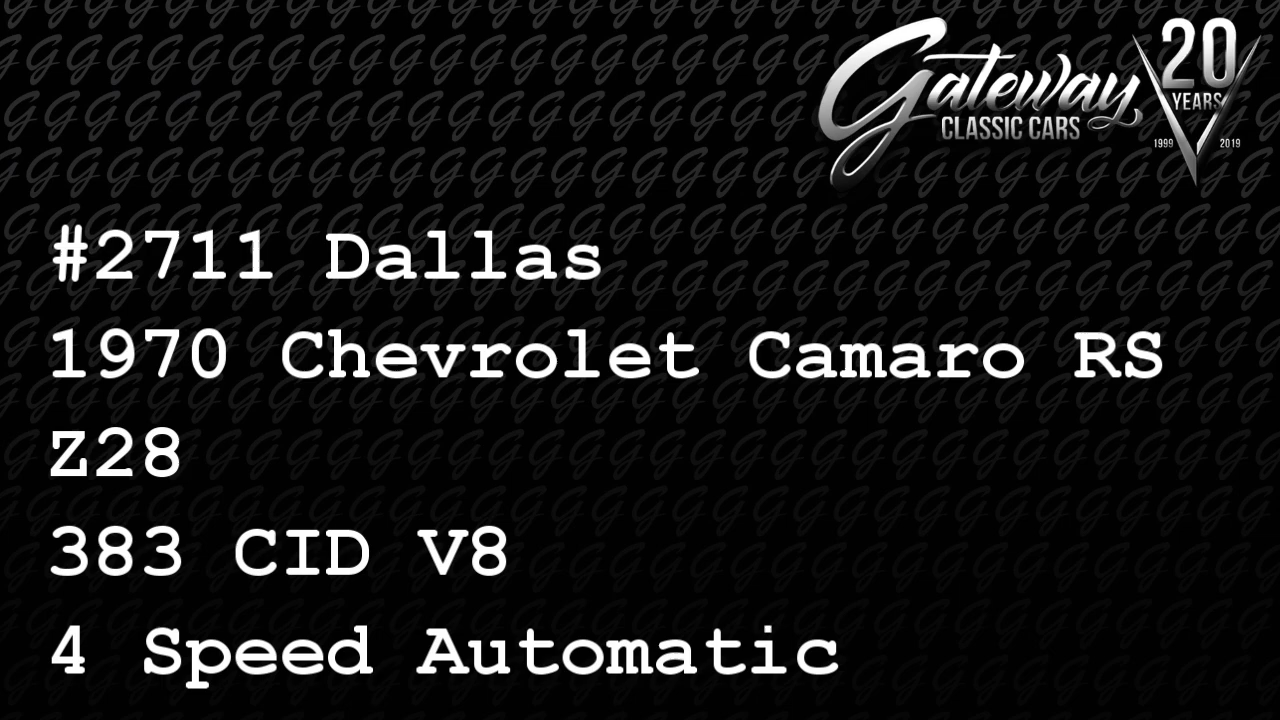 Gateway
CLASSIC CARS
20
YEARS
1999 2019
#2711 Dallas
1970 Chevrolet Camaro RS
Z28
383 CID V8
4 Speed Automatic